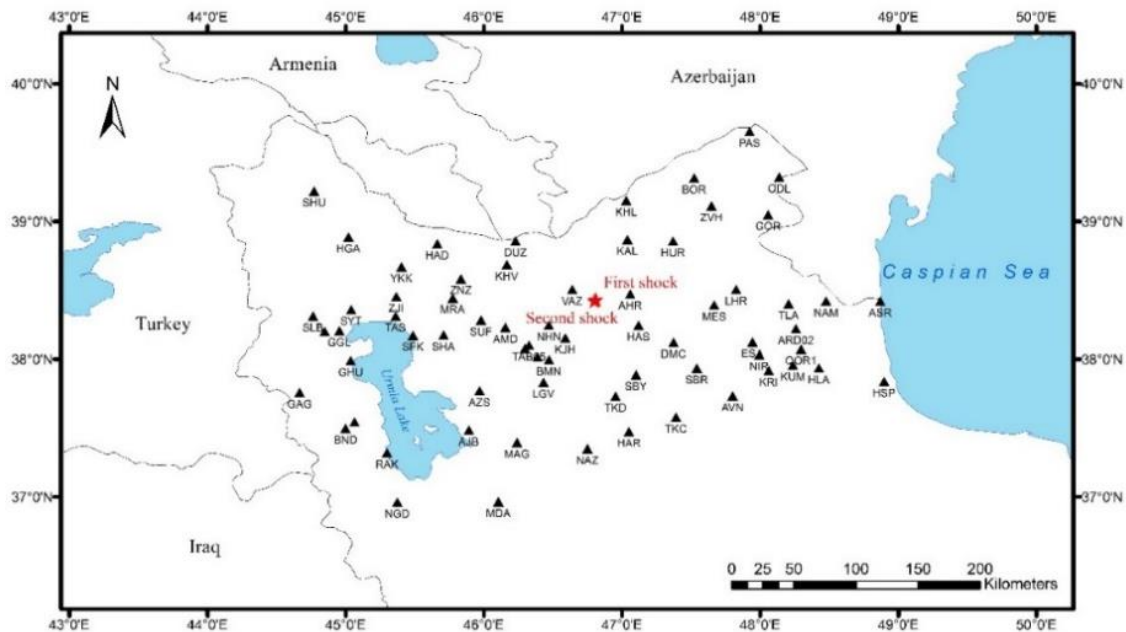 43°0'E 44°0'E 45°0'E 46°0'E 47°0'E 48°0'E 49°0'E 50°0'E
Armenia
Azerbaijan
40°0'N 40°0'N
N
PAS
BOR
ODL
SHU
KHL
ZVH
GOR
39°0'N 39°0'N
HGA
HAD
DUZ
KAL
HUR
YKK
KHV
ZNZ
Caspian Sea
First shock
ZJI
MRA
VAZ
AHR
MES
LHR
TLA
NAM
ASR
Second shock
Turkey
SLB
SYT
TAS
SUF
AMD
NHN
HAS
ARD02
GGL
SFK
SHA
KJH
DMC
38°0'N 38°0'N
BMN
NIR
GHU
SBY
SBR
KRI
KUM
HLA
HSP
LGV
Urmia Lake
GAG
AZS
TKD
AVN
BND
AJB
MAG
HAR
TKC
RAK
NAZ
37°0'N 37°0'N
NGD
MDA
Iraq
0 25 50 100 150 200
Kilometers
43°0'E 44°0'E 45°0'E 46°0'E 47°0'E 48°0'E 49°0'E 50°0'E